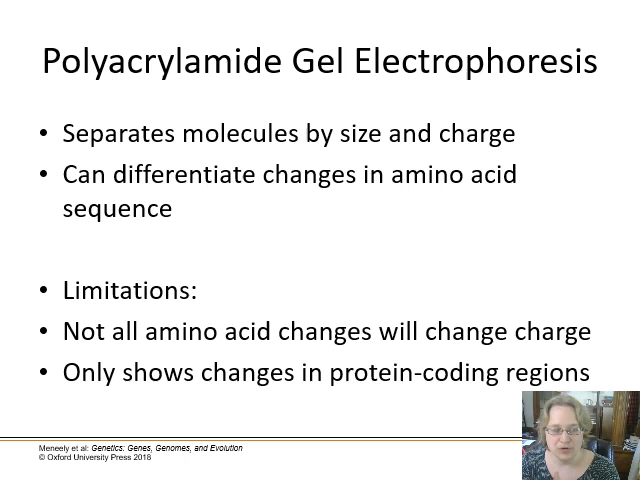 Polyacrylamide Gel Electrophoresis
• Separates molecules by size and charge
• Can differentiate changes in amino acid
sequence
• Limitations:
• Not all amino acid changes will change charge
• Only shows changes in protein-coding regions
Meneely et al: Genetics: Genes, Genomes, and Evolution
© Oxford University Press 2018